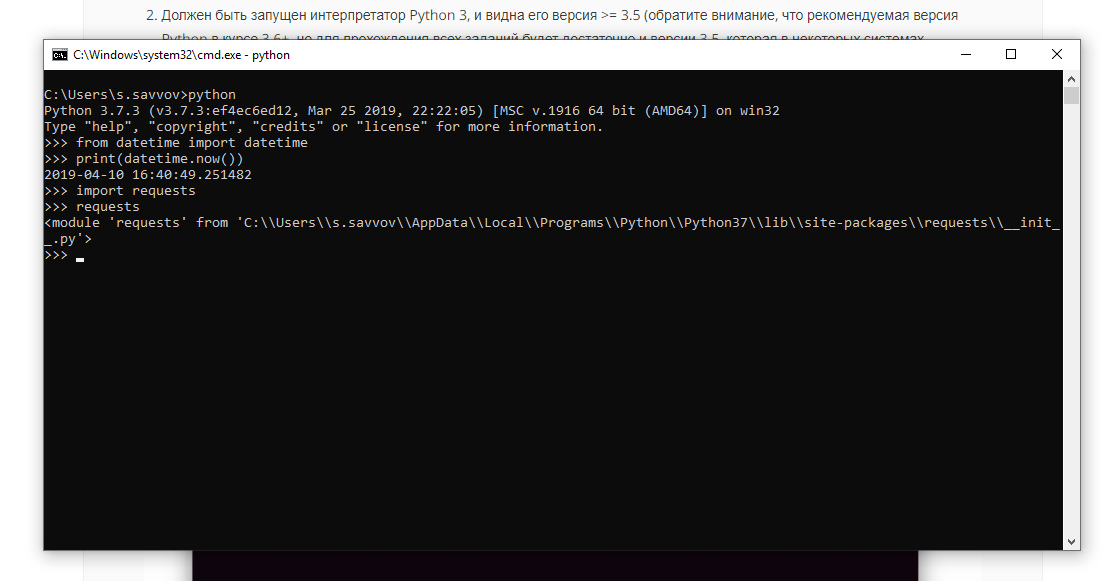 2. Должен быть запущен интерпретатор Python 3, и видна его версия >= 3.5 (обратите внимание, что рекомендуемая версия
Python в курсе 3.6+, но для прохождения всех заданий будет достаточно и версии 3.5, которая в некоторых системах
C:\Windows\system32\cmd.exe - python
C:\Users\s.savvov>python
Python 3.7.3 (v3.7.3:ef4ec6ed12, Mar 25 2019, 22:22:05) [MSC v.1916 64 bit (AMD64)] on win32
Type "help", "copyright", "credits" or "license" for more information.
>>> from datetime import datetime
>>> print(datetime.now())
2019-04-10 16:40:49.251482
>>> import requests
>>> requests
<module 'requests' from 'C:\\Users\\s.savvov\\AppData\\Local\\Programs\\Python\\Python37\\lib\\site-packages\\requests\\__init_
_.py'>
>>>